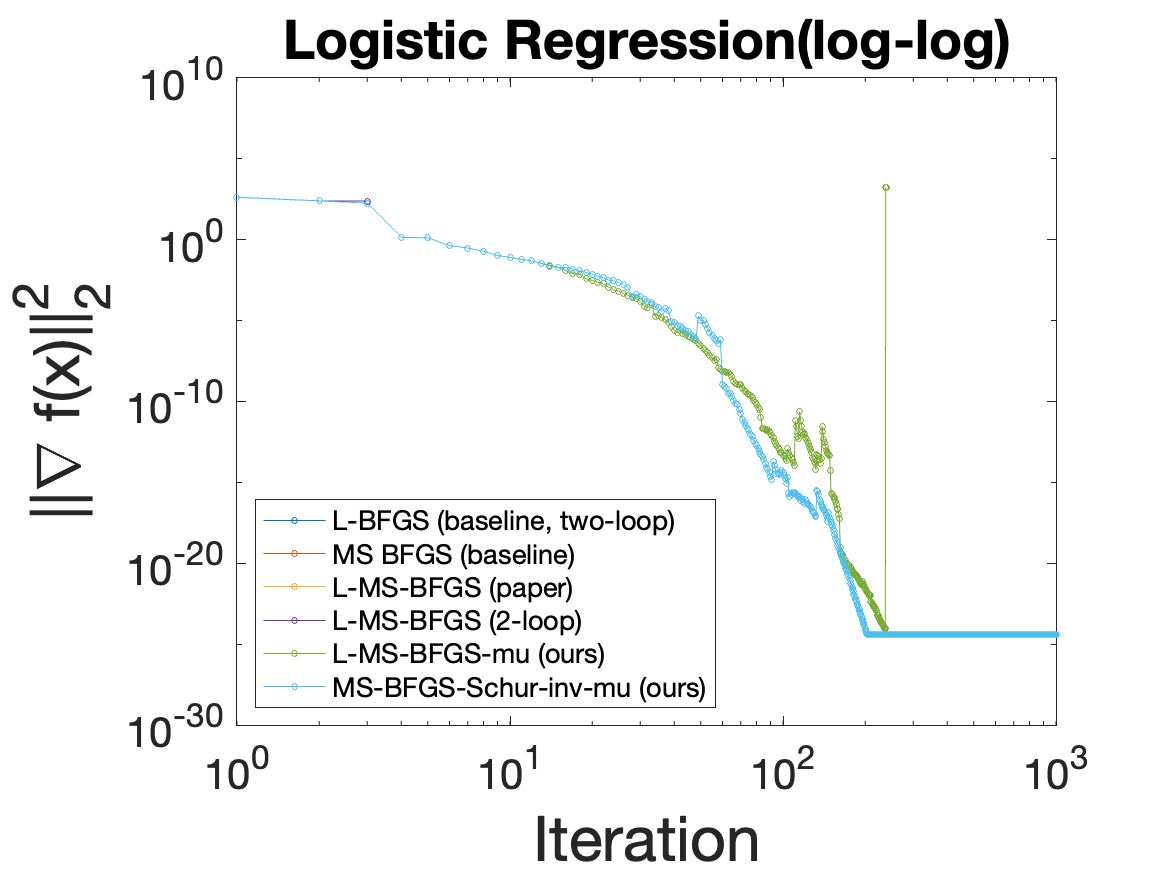 Logistic Regression(log-log)
10^10
10^0
10^-10
10^-20
10^-30
||∇ f(x)||_2^2
L-BFGS (baseline, two-loop)
MS BFGS (baseline)
L-MS-BFGS (paper)
L-MS-BFGS (2-loop)
L-MS-BFGS-mu (ours)
MS-BFGS-Schur-inv-mu (ours)
10^0 10^1 10^2 10^3
Iteration